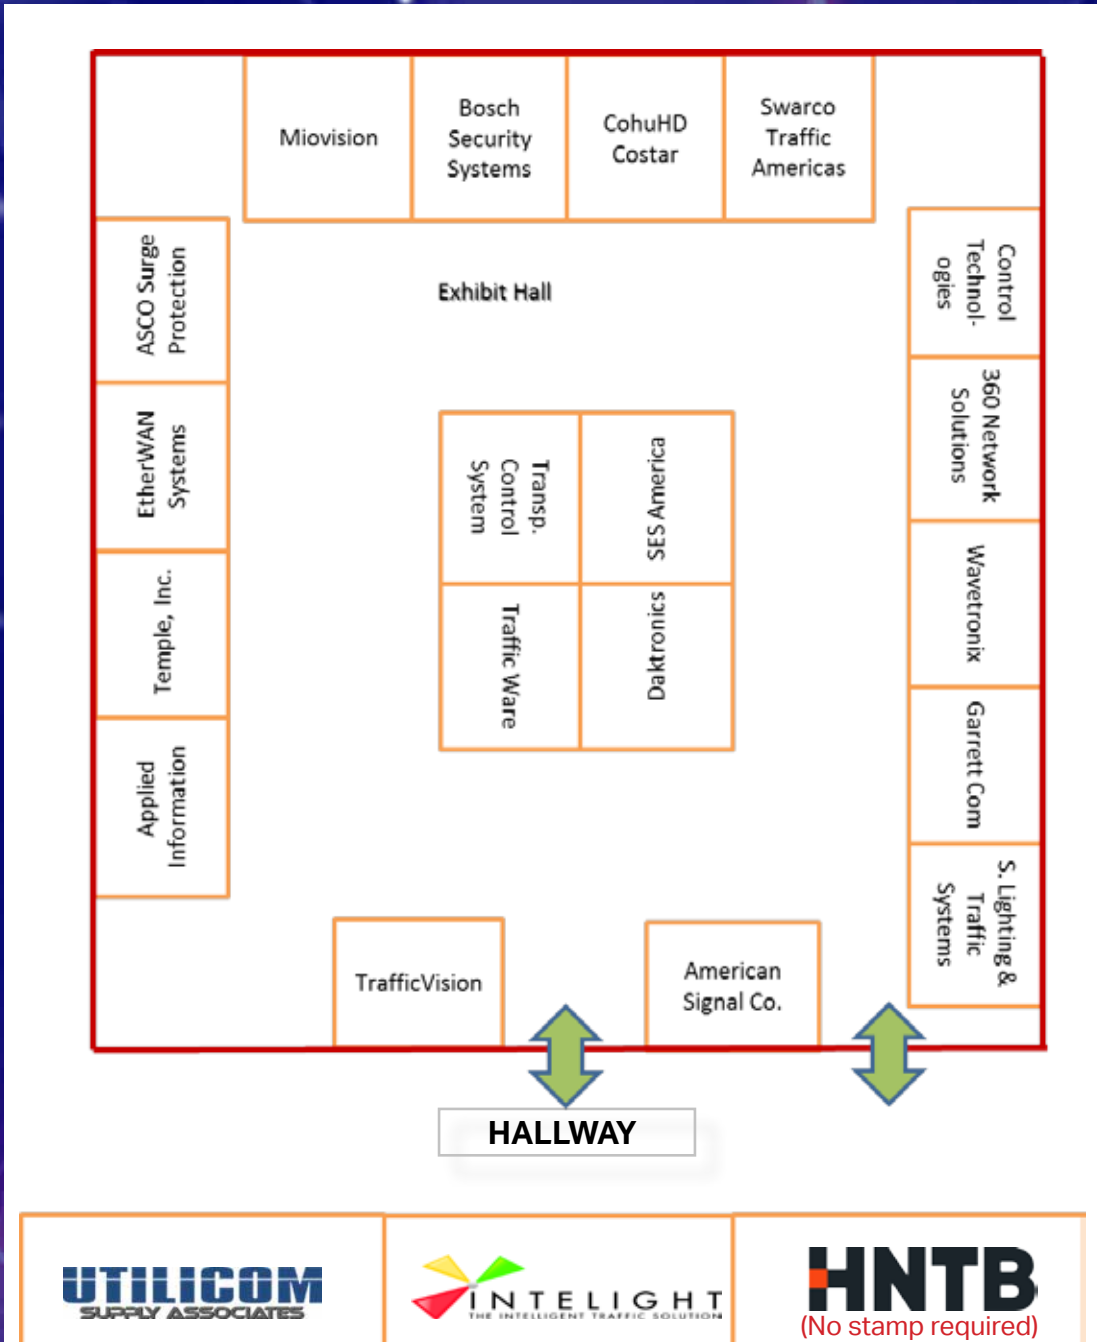 Miovision
Bosch
Security
Systems
CohuHD
Costar
Swarco
Traffic
Americas
ASCO Surge
Protection
Exhibit Hall
Control
Technol-
ogies
EtherWAN
Systems
Transp.
Control
System
SES America
360 Network
Solutions
Temple, Inc.
Traffic Ware
Daktronics
Wavetronix
Applied
Information
Garrett Com
S. Lighting &
Traffic
Systems
TrafficVision
American
Signal Co.
HALLWAY
UTILICOM
SUPPLY ASSOCIATES
INTELIGHT
THE INTELLIGENT TRAFFIC SOLUTION
HNTB
(No stamp required)